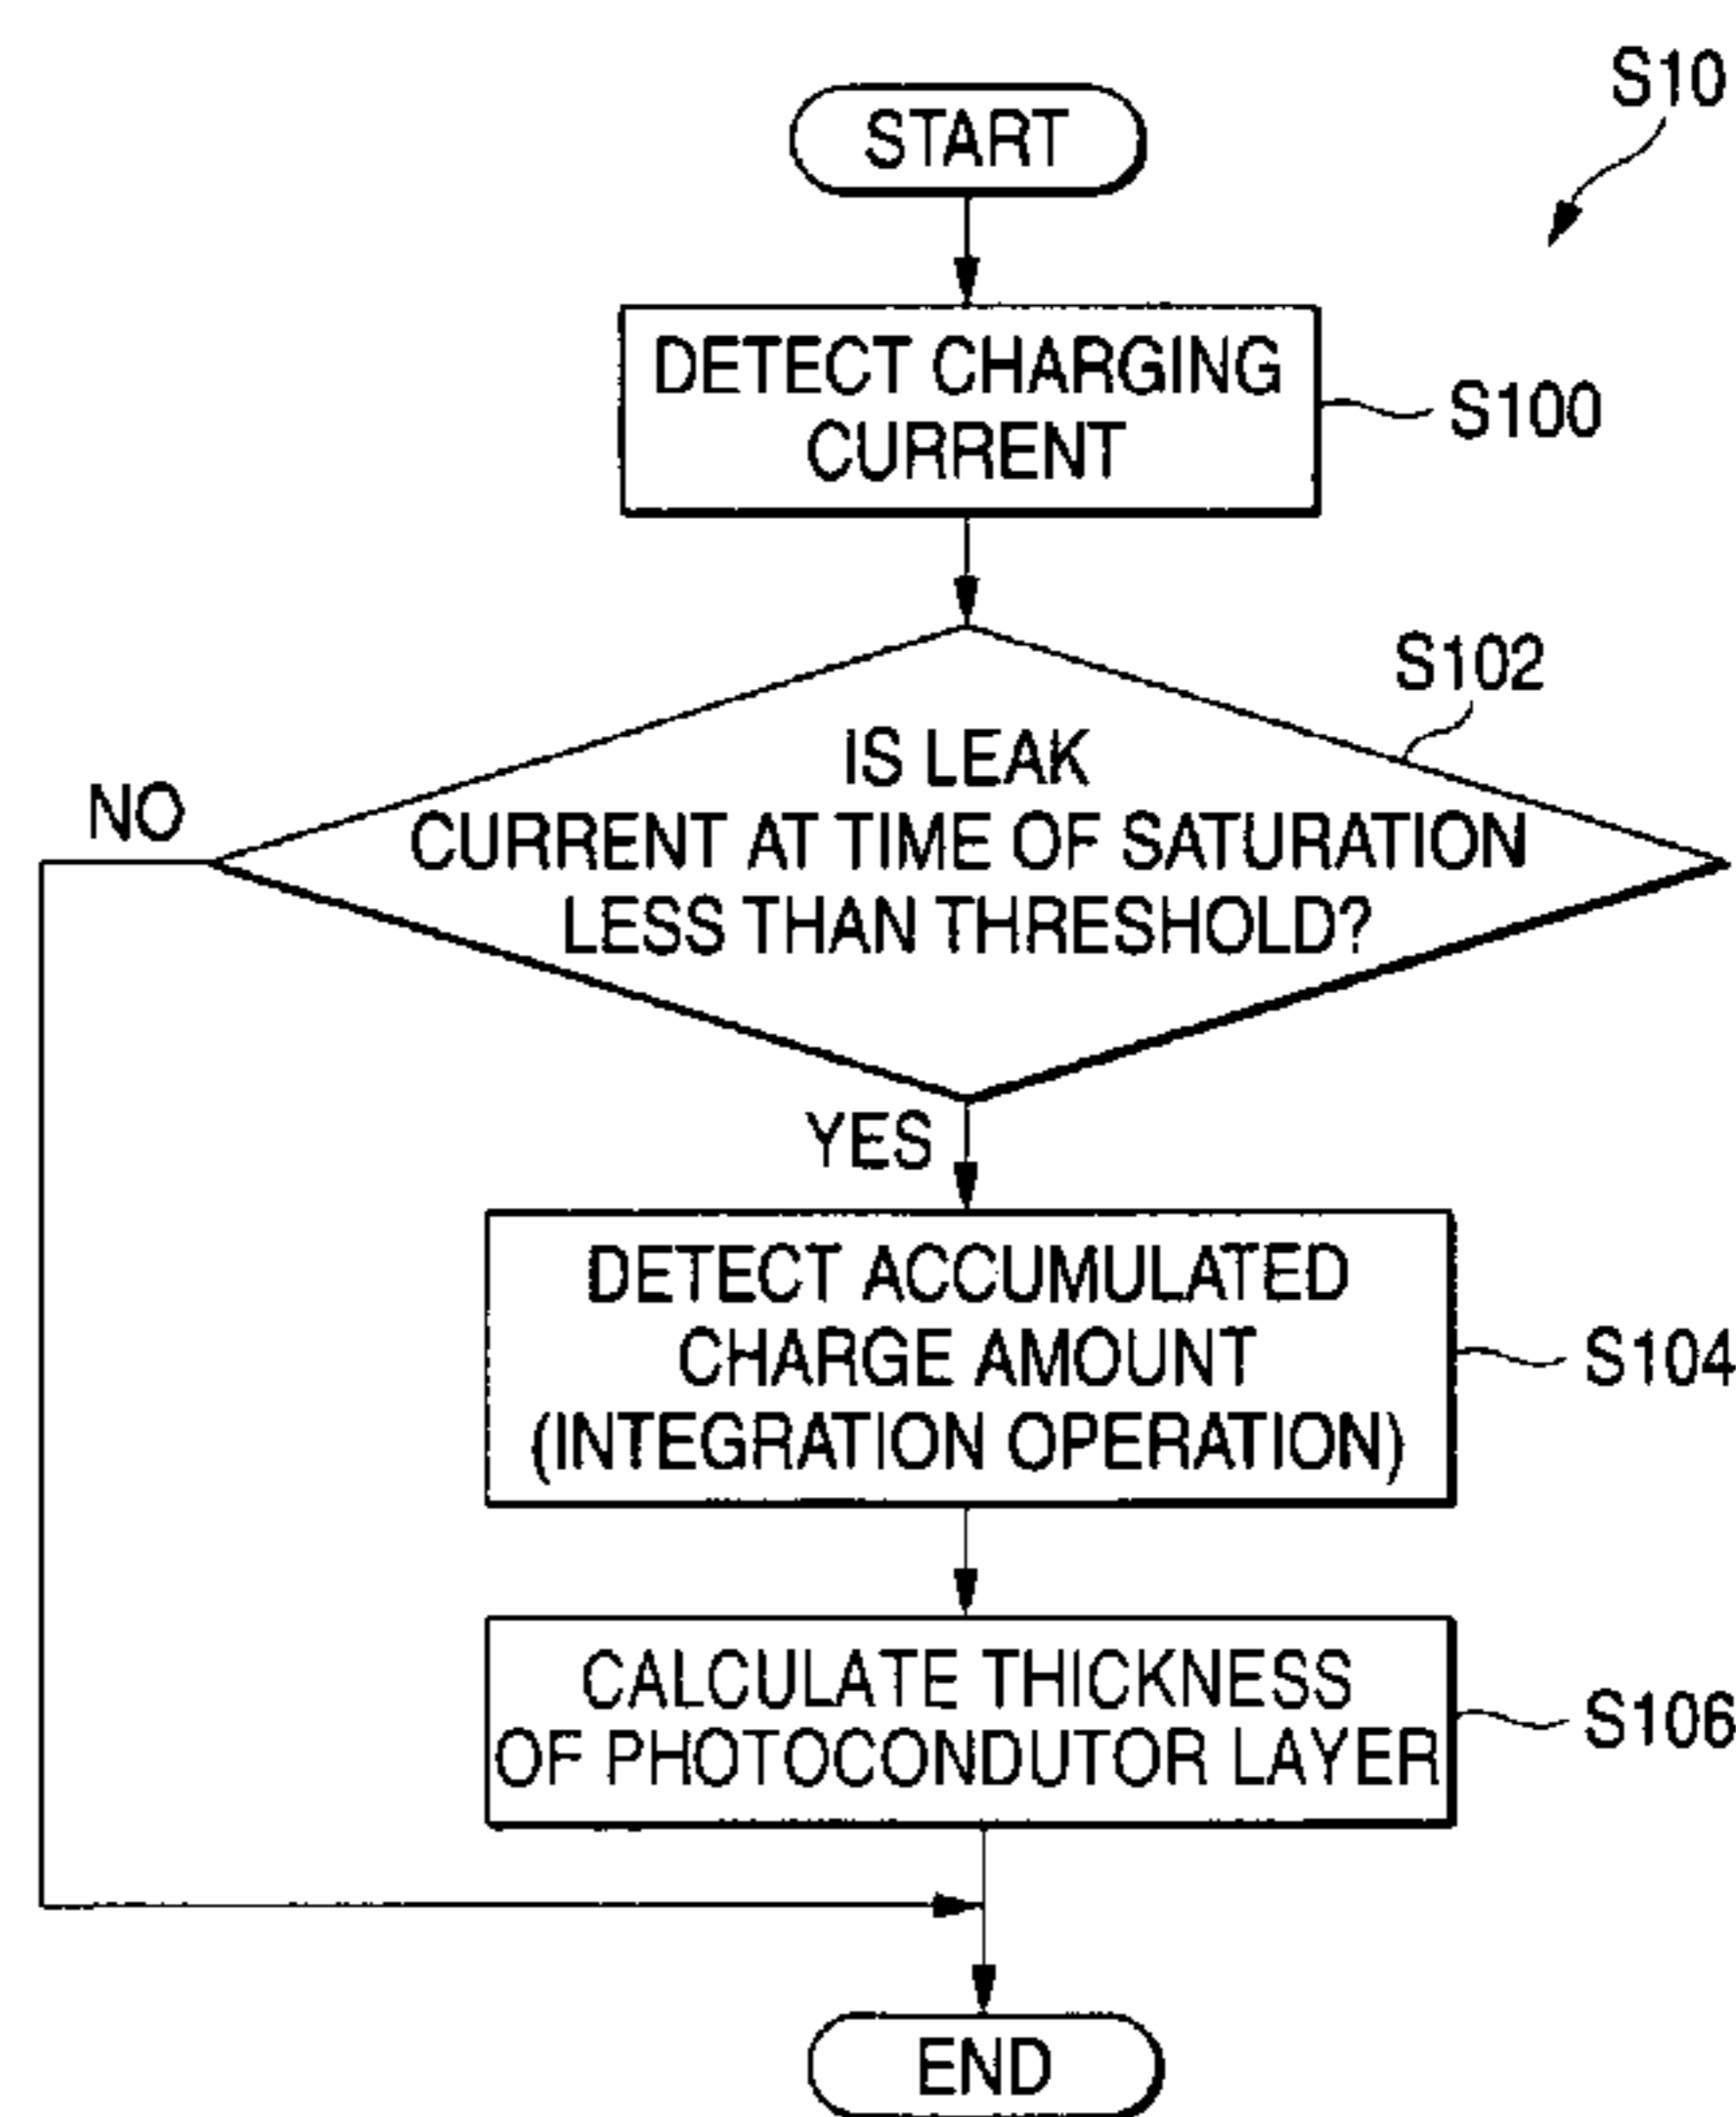 S10
START
DETECT CHARGING
CURRENT
S100
S102
IS LEAK
CURRENT AT TIME OF SATURATION
LESS THAN THRESHOLD?
NO
YES
DETECT ACCUMULATED
CHARGE AMOUNT
(INTEGRATION OPERATION)
S104
CALCULATE THICKNESS
OF PHOTOCONDUTOR LAYER
S106
END